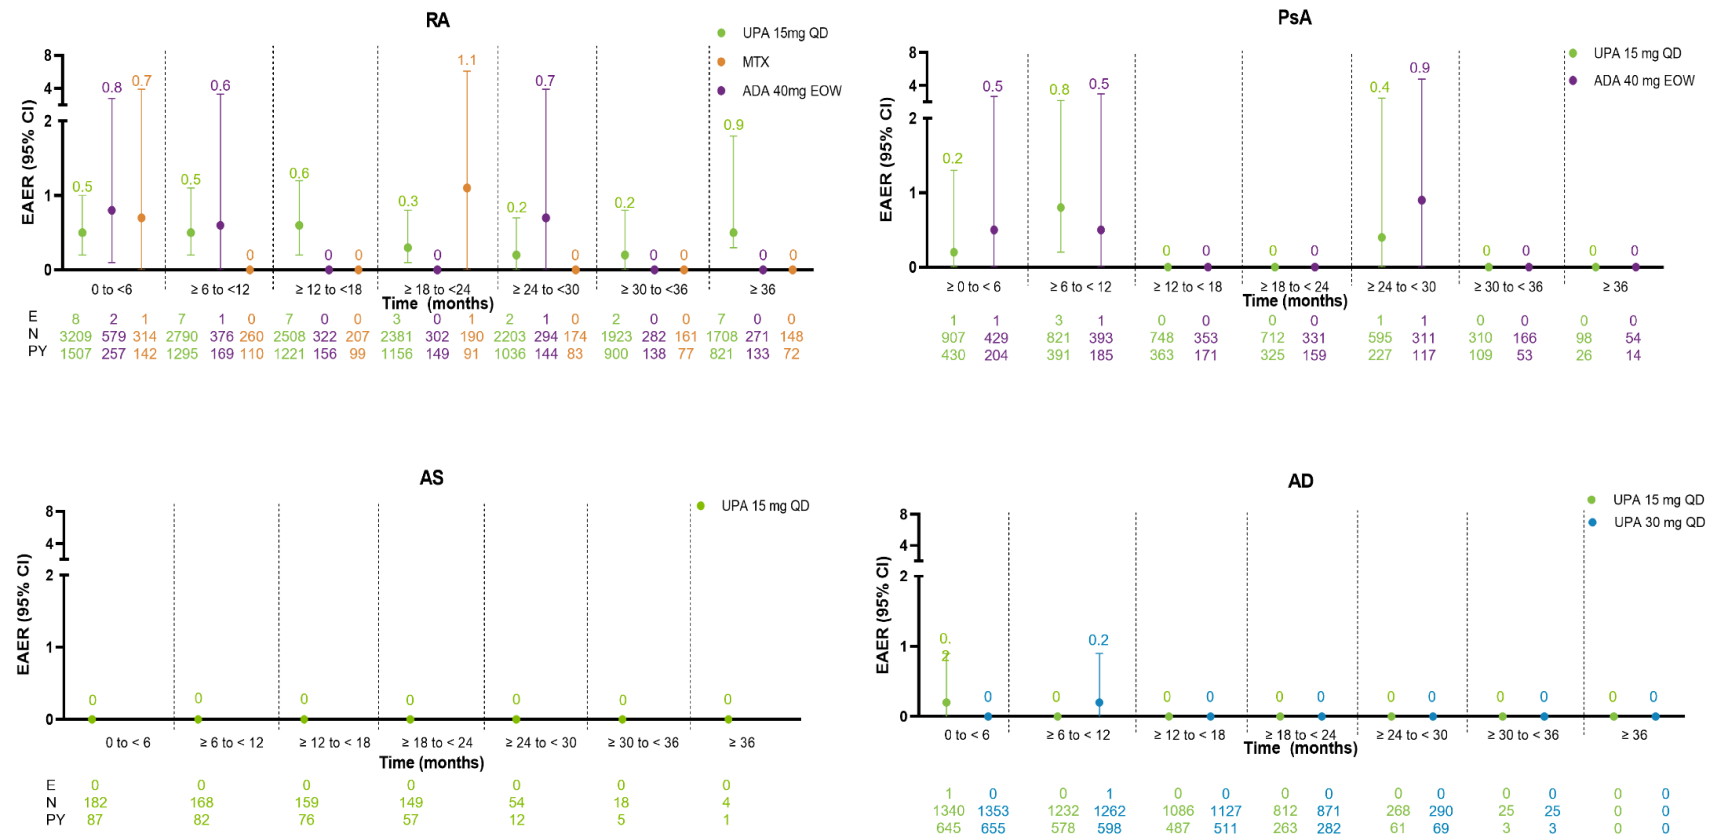 RA
UPA 15mg QD
MTX
ADA 40mg EOW
EAER (95% CI)
8
4
2
1
0
0.5
0.8
0.7
0.5
0.6
0
0.6
0
0
0.3
0
1.1
0.2
0.7
0
0.2
0
0
0.9
0
0
0 to <6
≥ 6 to <12
≥ 12 to <18
≥ 18 to <24
≥ 24 to <30
≥ 30 to <36
≥ 36
Time (months)
E 8 2 1 7 1 0 7 0 0 3 0 1 2 1 0 2 0 0 7 0 0
N 3209 579 314 2790 376 260 2508 322 207 2381 302 190 2203 294 174 1923 282 161 1708 271 148
PY 1507 257 142 1295 169 110 1221 156 99 1156 149 91 1036 144 83 900 138 77 821 133 72
PsA
UPA 15 mg QD
ADA 40 mg EOW
EAER (95% CI)
8
4
2
1
0
0.2
0.5
0.8
0.5
0
0
0
0
0.4
0.9
0
0
0
0
≥ 0 to < 6
≥ 6 to < 12
≥ 12 to < 18
≥ 18 to < 24
≥ 24 to < 30
≥ 30 to < 36
≥ 36
Time (months)
1 1 3 1 0 0 0 0 1 1 0 0 0 0
907 429 821 393 748 353 712 331 595 311 310 166 98 54
430 204 391 185 363 171 325 159 227 117 109 53 26 14
AS
UPA 15 mg QD
EAER (95% CI)
8
4
2
1
0
0
0
0
0
0
0
0
0 to < 6
≥ 6 to < 12
≥ 12 to < 18
≥ 18 to < 24
≥ 24 to < 30
≥ 30 to < 36
≥ 36
Time (months)
E 0 0 0 0 0 0 0
N 182 168 159 149 54 18 4
PY 87 82 76 57 12 5 1
AD
UPA 15 mg QD
UPA 30 mg QD
EAER (95% CI)
8
4
2
1
0
0.
2
0
0
0.2
0
0
0
0
0
0
0
0
0
0
0 to < 6
≥ 6 to < 12
≥ 12 to < 18
≥ 18 to < 24
≥ 24 to < 30
≥ 30 to < 36
≥ 36
Time (months)
1 0 0 1 0 0 0 0 0 0 0 0 0 0
1340 1353 1232 1262 1086 1127 812 871 268 290 25 25 0 0
645 655 578 598 487 511 263 282 61 69 3 3 0 0